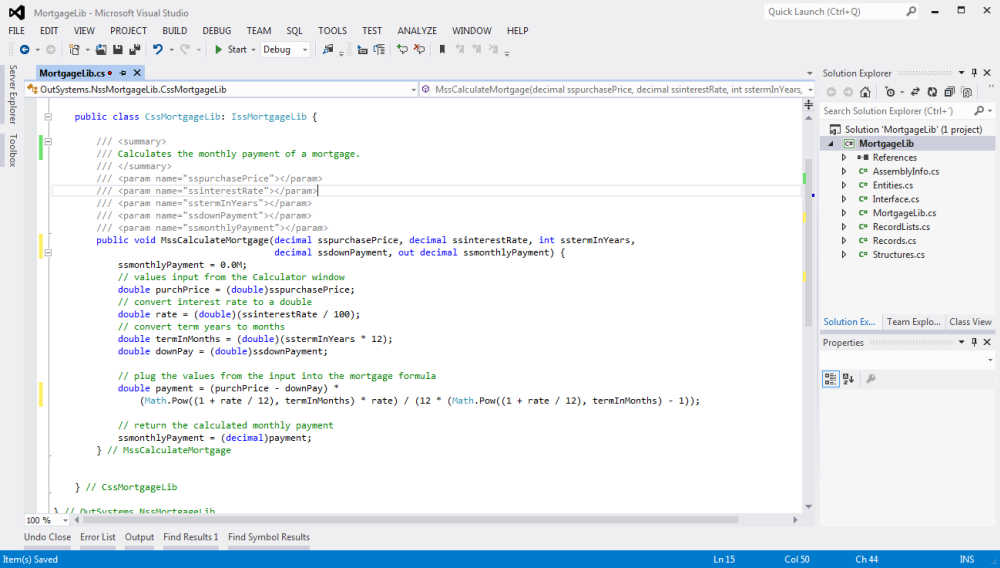 MortgageLib - Microsoft Visual Studio
Quick Launch (Ctrl+Q)
FILE EDIT VIEW PROJECT BUILD DEBUG TEAM SQL TOOLS TEST ANALYZE WINDOW HELP
Start Debug
Server Explorer
Toolbox
MortgageLib.cs
OutSystems.NssMortgageLib.CssMortgageLib
MssCalculateMortgage(decimal sspurchasePrice, decimal ssinterestRate, int sstermInYears,
public class CssMortgageLib: IssMortgageLib {
/// <summary>
/// Calculates the monthly payment of a mortgage.
/// </summary>
/// <param name="sspurchasePrice"></param>
/// <param name="ssinterestRate"></param>
/// <param name="sstermInYears"></param>
/// <param name="ssdownPayment"></param>
/// <param name="ssmonthlyPayment"></param>
public void MssCalculateMortgage(decimal sspurchasePrice, decimal ssinterestRate, int sstermInYears,
decimal ssdownPayment, out decimal ssmonthlyPayment) {
ssmonthlyPayment = 0.0M;
// values input from the Calculator window
double purchPrice = (double)sspurchasePrice;
// convert interest rate to a double
double rate = (double)(ssinterestRate / 100);
// convert term years to months
double termInMonths = (double)(sstermInYears * 12);
double downPay = (double)ssdownPayment;
// plug the values from the input into the mortgage formula
double payment = (purchPrice - downPay) *
(Math.Pow((1 + rate / 12), termInMonths) * rate) / (12 * (Math.Pow((1 + rate / 12), termInMonths) - 1));
// return the calculated monthly payment
ssmonthlyPayment = (decimal)payment;
} // MssCalculateMortgage
} // CssMortgageLib
} // OutSystems.NssMortgageLib
100 %
Solution Explorer
Search Solution Explorer (Ctrl+´)
Solution 'MortgageLib' (1 project)
MortgageLib
References
AssemblyInfo.cs
Entities.cs
Interface.cs
MortgageLib.cs
RecordLists.cs
Records.cs
Structures.cs
Solution Ex... Team Explo... Class View
Properties
Undo Close Error List Output Find Results 1 Find Symbol Results
Item(s) Saved Ln 15 Col 50 Ch 44 INS